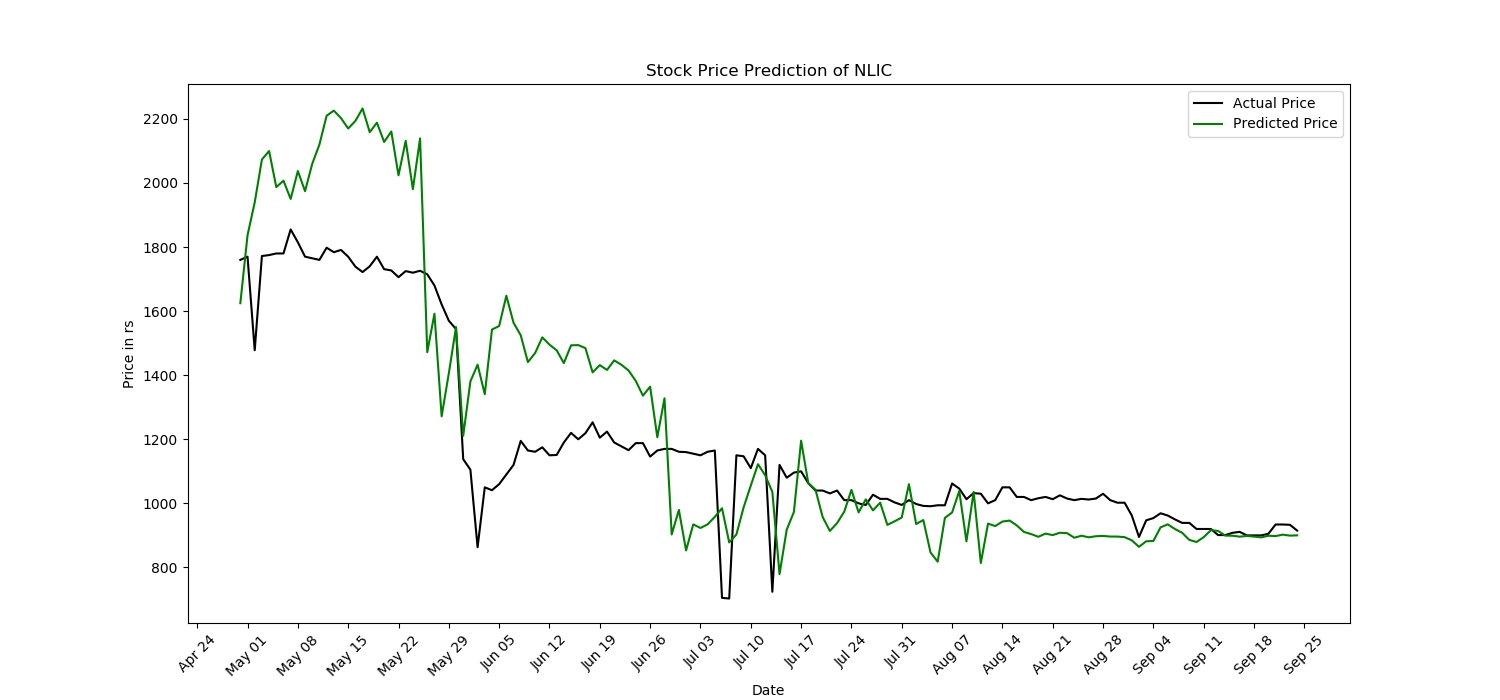 Stock Price Prediction of NLIC
Actual Price
Predicted Price
Price in rs
2200
2000
1800
1600
1400
1200
1000
800
Apr 24
May 01
May 08
May 15
May 22
May 29
Jun 05
Jun 12
Jun 19
Jun 26
Jul 03
Jul 10
Jul 17
Jul 24
Jul 31
Aug 07
Aug 14
Aug 21
Aug 28
Sep 04
Sep 11
Sep 18
Sep 25
Date